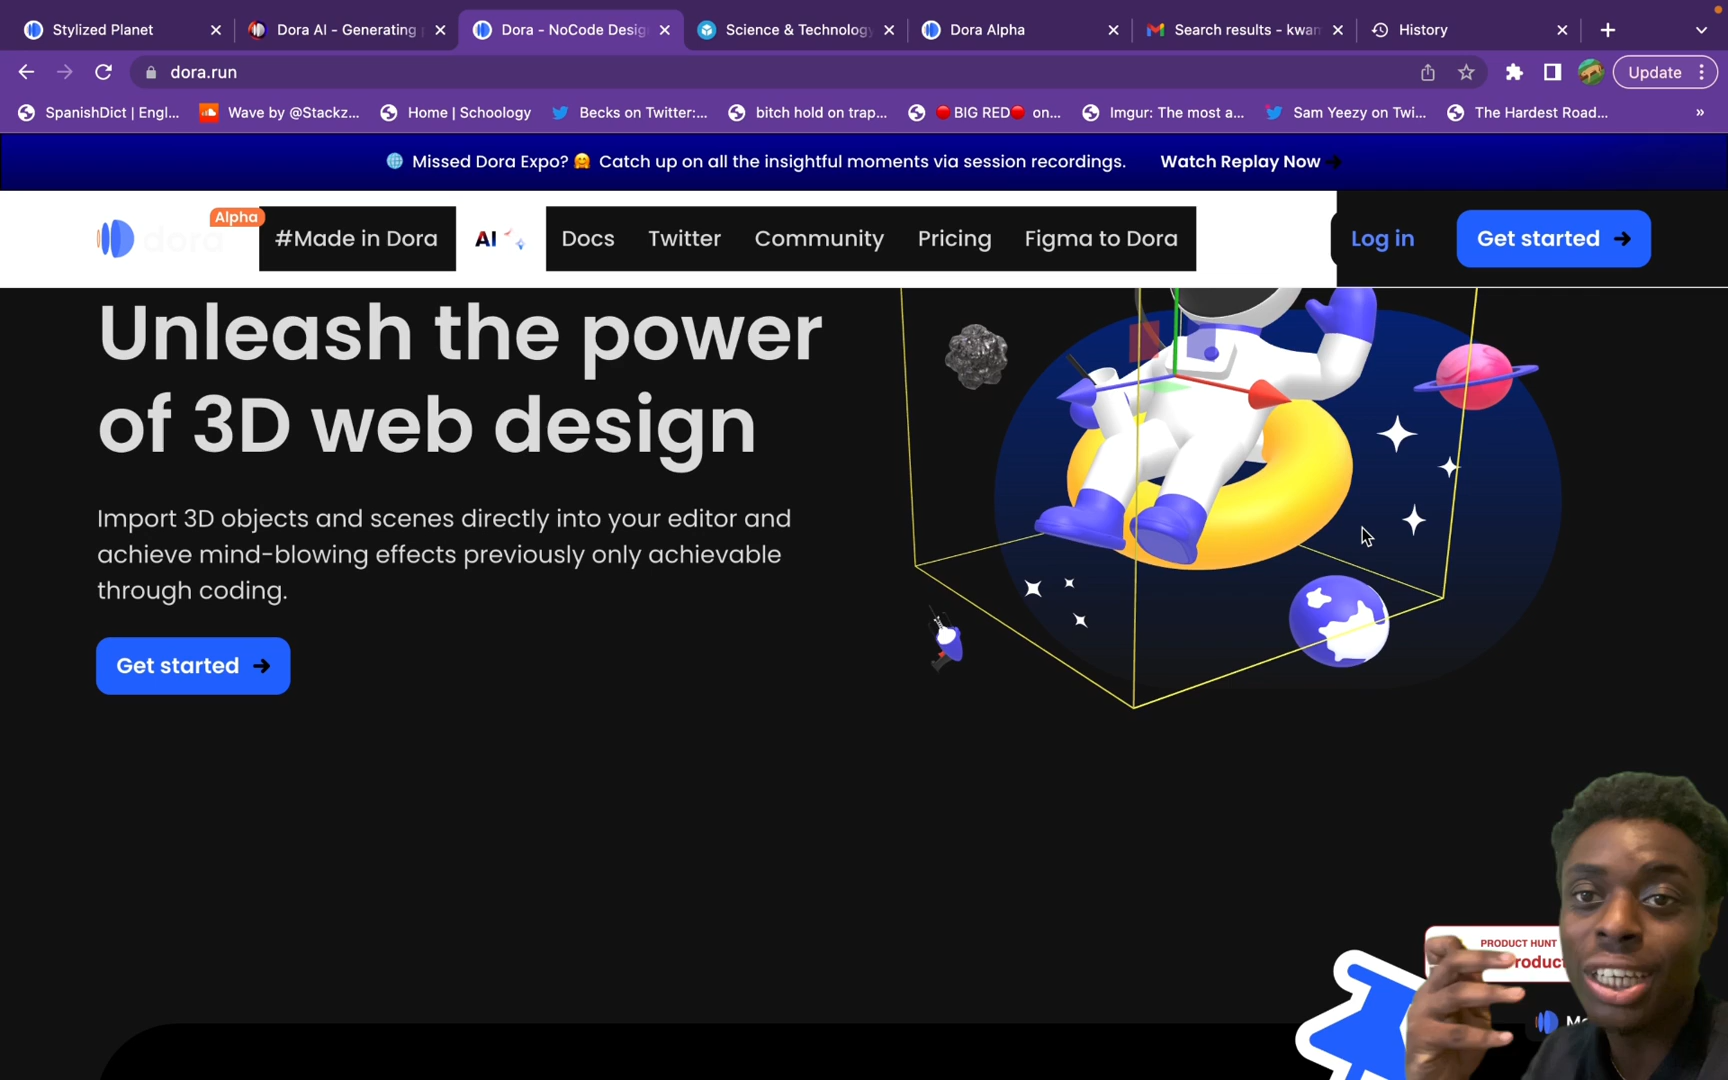 Stylized Planet
Dora AI - Generating
Dora - NoCode Desig
Science & Technology
Dora Alpha
Search results - kwam
History
dora.run
Update
SpanishDict | Engl...
Wave by @Stackz...
Home | Schoology
Becks on Twitter:...
bitch hold on trap...
🔴BIG RED🔴 on...
Imgur: The most a...
Sam Yeezy on Twi...
The Hardest Road...
»
🌐 Missed Dora Expo? 🤗 Catch up on all the insightful moments via session recordings. Watch Replay Now →
dora
Alpha
#Made in Dora
AI
Docs
Twitter
Community
Pricing
Figma to Dora
Log in
Get started →
Unleash the power
of 3D web design
Import 3D objects and scenes directly into your editor and
achieve mind-blowing effects previously only achievable
through coding.
Get started →
PRODUCT HUNT